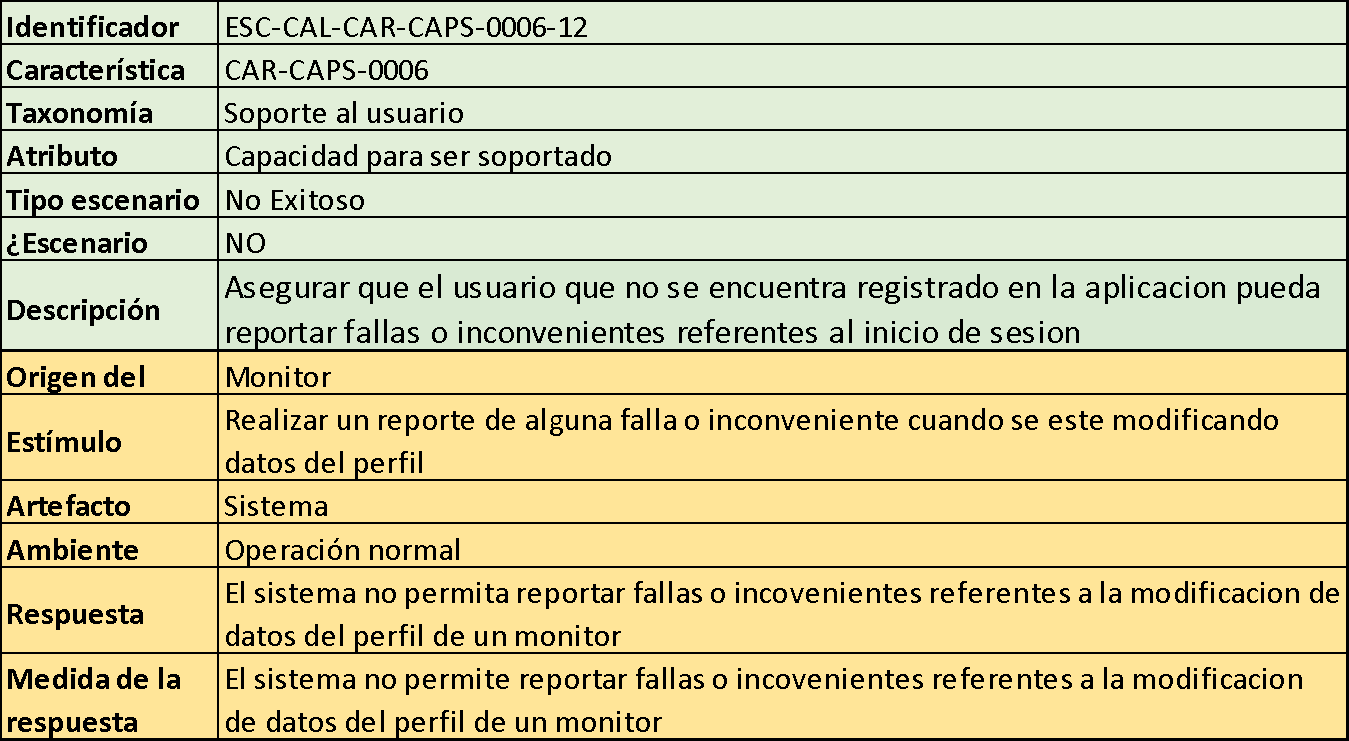 Identificador ESC-CAL-CAR-CAPS-0006-12
Característica CAR-CAPS-0006
Taxonomía Soporte al usuario
Atributo Capacidad para ser soportado
Tipo escenario No Exitoso
¿Escenario NO
Descripción Asegurar que el usuario que no se encuentra registrado en la aplicacion pueda
reportar fallas o inconvenientes referentes al inicio de sesion
Origen del Monitor
Estímulo Realizar un reporte de alguna falla o inconveniente cuando se este modificando
datos del perfil
Artefacto Sistema
Ambiente Operación normal
Respuesta El sistema no permita reportar fallas o incovenientes referentes a la modificacion de
datos del perfil de un monitor
Medida de la El sistema no permite reportar fallas o incovenientes referentes a la modificacion
respuesta de datos del perfil de un monitor